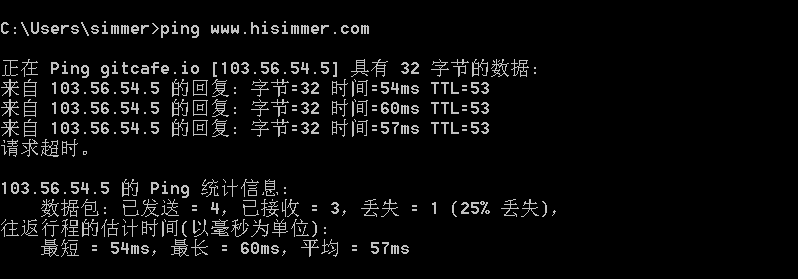 C:\Users\simmer>ping www.hisimmer.com
正在 Ping gitcafe.io [103.56.54.5] 具有 32 字节的数据:
来自 103.56.54.5 的回复: 字节=32 时间=54ms TTL=53
来自 103.56.54.5 的回复: 字节=32 时间=60ms TTL=53
来自 103.56.54.5 的回复: 字节=32 时间=57ms TTL=53
请求超时。
103.56.54.5 的 Ping 统计信息:
数据包: 已发送 = 4，已接收 = 3，丢失 = 1 (25% 丢失)，
往返行程的估计时间(以毫秒为单位):
最短 = 54ms，最长 = 60ms，平均 = 57ms